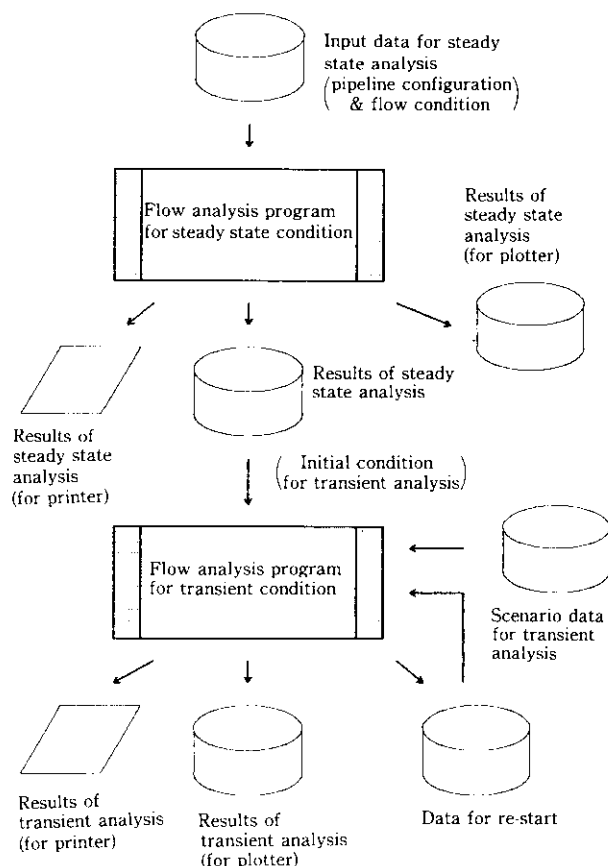 Input data for steady
state analysis
(pipeline configuration
& flow condition)
Flow analysis program
for steady state condition
Results of
steady state
analysis
(for plotter)
Results of
steady state
analysis
(for printer)
Results of steady
state analysis
(Initial condition
for transient analysis)
Flow analysis program
for transient condition
Scenario data
for transient
analysis
Results of
transient analysis
(for printer)
Results of
transient analysis
(for plotter)
Data for re-start